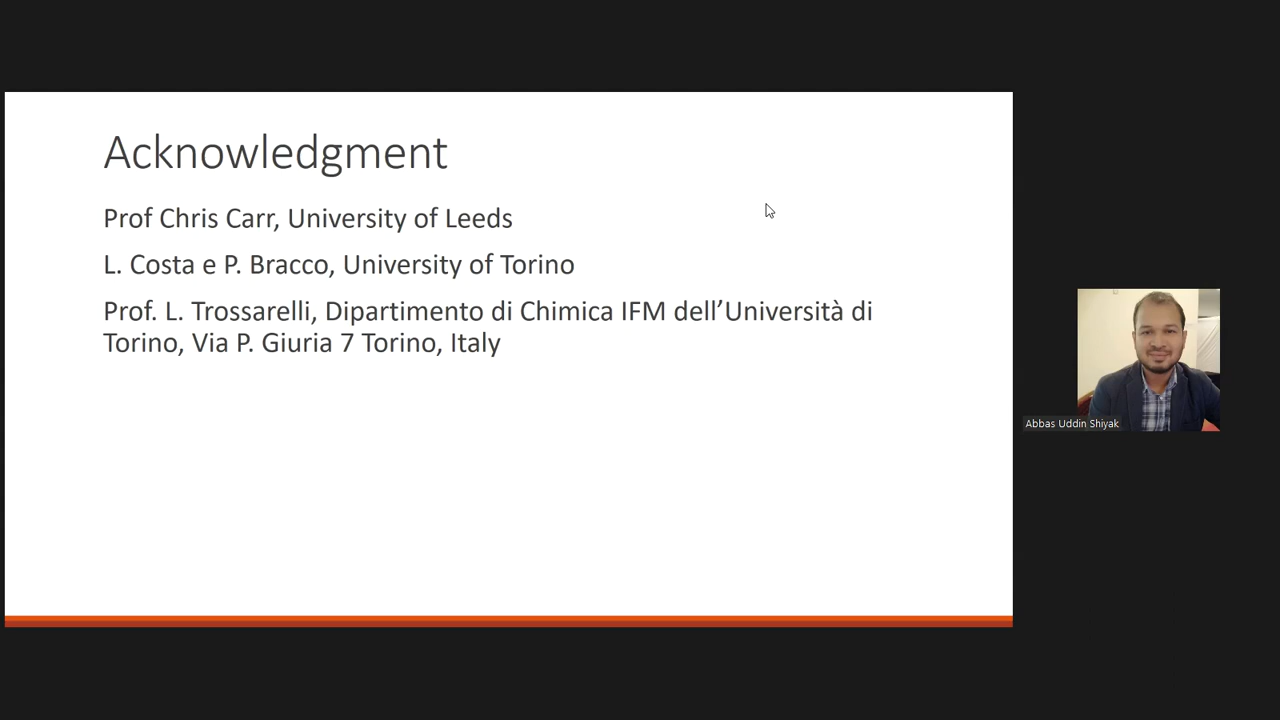 Acknowledgment
Prof Chris Carr, University of Leeds
L. Costa e P. Bracco, University of Torino
Prof. L. Trossarelli, Dipartimento di Chimica IFM dell’Università di
Torino, Via P. Giuria 7 Torino, Italy
Abbas Uddin Shiyak